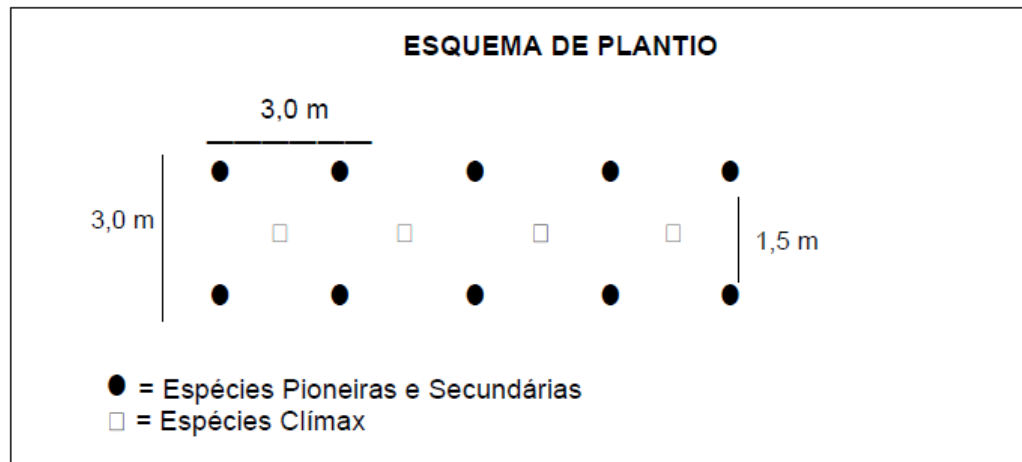 ESQUEMA DE PLANTIO
3,0 m
3,0 m
1,5 m
= Espécies Pioneiras e Secundárias
= Espécies Clímax